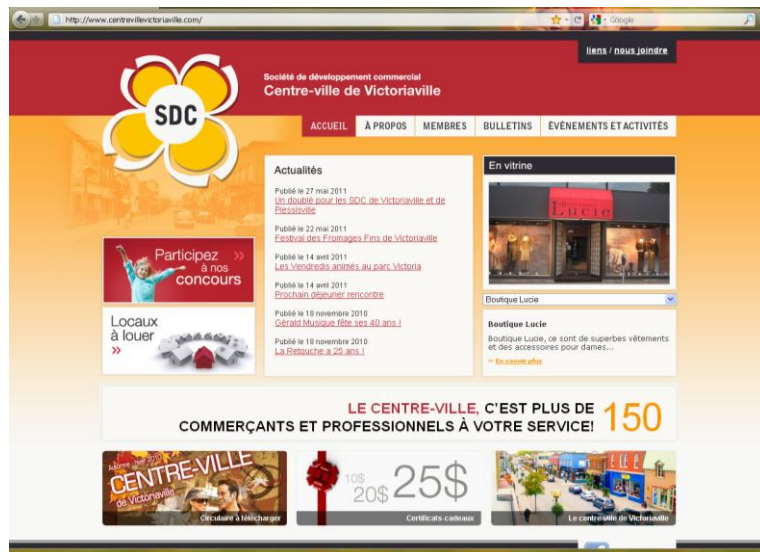 http://www.centrevillevictoriaville.com/
Google
liens / nous joindre
Société de développement commercial
Centre-ville de Victoriaville
SDC
ACCUEIL
À PROPOS
MEMBRES
BULLETINS
ÉVÉNEMENTS ET ACTIVITÉS
Actualités
Publié le 27 mai 2011
Un doublé pour les SDC de Victoriaville et de
Plessisville
Publié le 22 mai 2011
Festival des Fromages Fins de Victoriaville
Publié le 14 avril 2011
Les Vendredis animés au parc Victoria
Publié le 14 avril 2011
Prochain déjeuner rencontre
Publié le 18 novembre 2010
Gérald Musique fête ses 40 ans !
Publié le 18 novembre 2010
La Retouche a 25 ans !
En vitrine
Lucie
Boutique Lucie
Boutique Lucie
Boutique Lucie, ce sont de superbes vêtements
et des accessoires pour dames...
» En savoir plus
Participez »
à nos
concours
Locaux
à louer
»
LE CENTRE-VILLE, C'EST PLUS DE
COMMERÇANTS ET PROFESSIONNELS À VOTRE SERVICE!
150
Automne - hiver 2010
CENTRE-VILLE
de Victoriaville
Circulaire à télécharger
10$
20$
25$
Certificats-cadeaux
Le centre-ville de Victoriaville